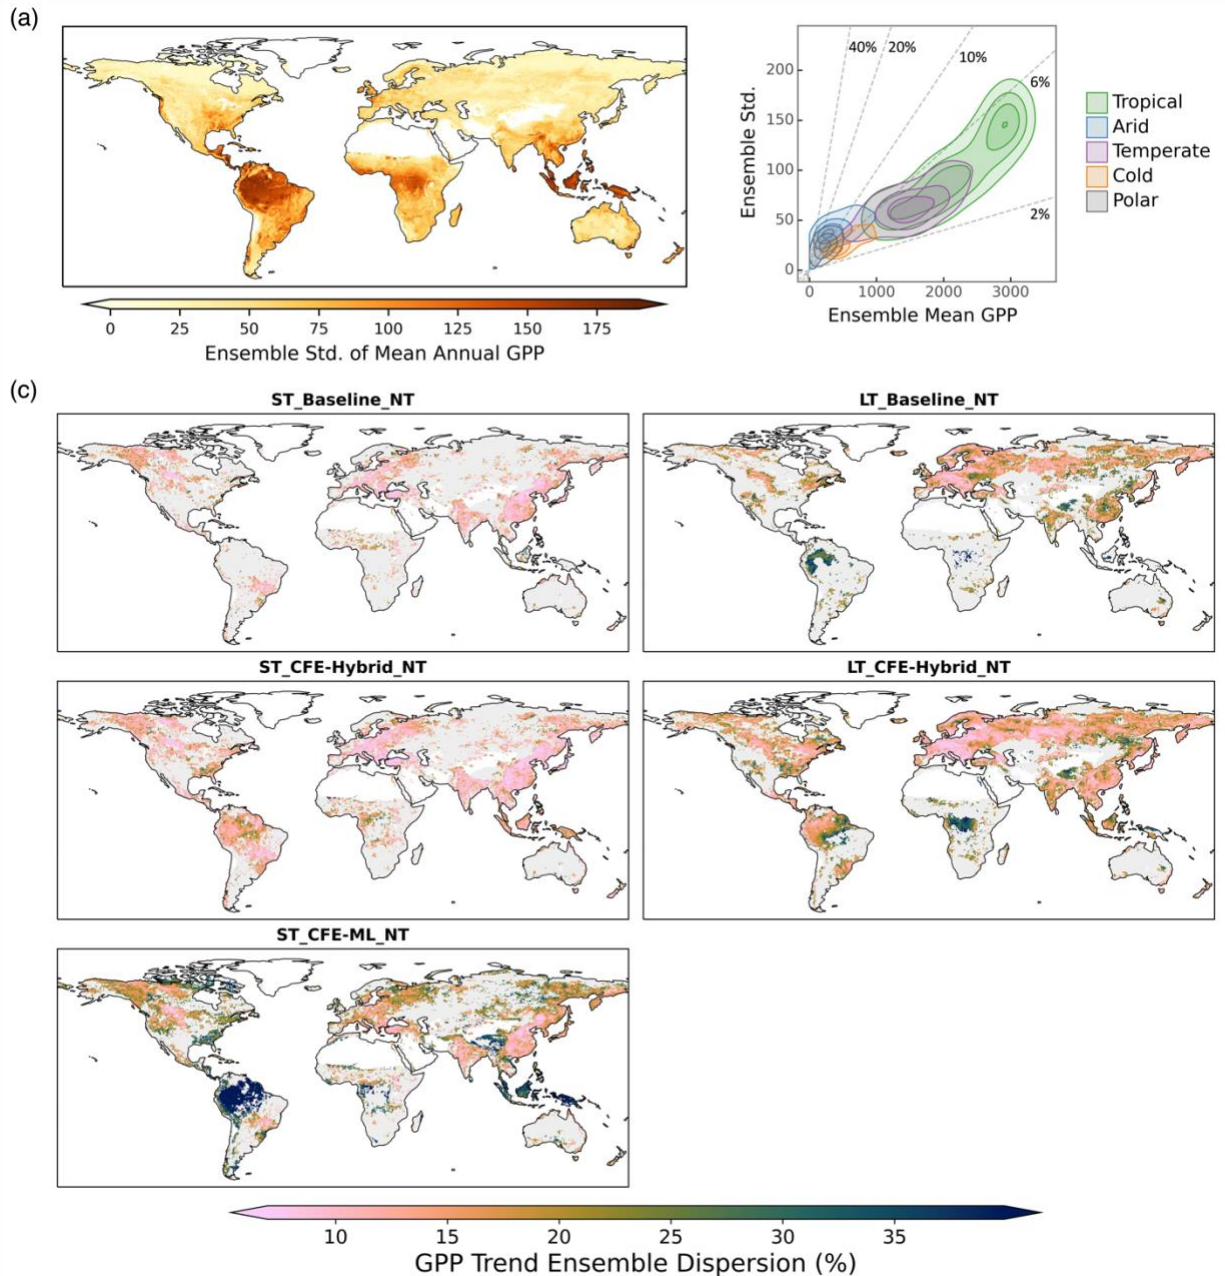 (a)
40%
20%
10%
6%
2%
Ensemble Std.
200
150
100
50
0
0 1000 2000 3000
Ensemble Mean GPP
Tropical
Arid
Temperate
Cold
Polar
0 25 50 75 100 125 150 175
Ensemble Std. of Mean Annual GPP
(c)
ST_Baseline_NT
LT_Baseline_NT
ST_CFE-Hybrid_NT
LT_CFE-Hybrid_NT
ST_CFE-ML_NT
10 15 20 25 30 35
GPP Trend Ensemble Dispersion (%)